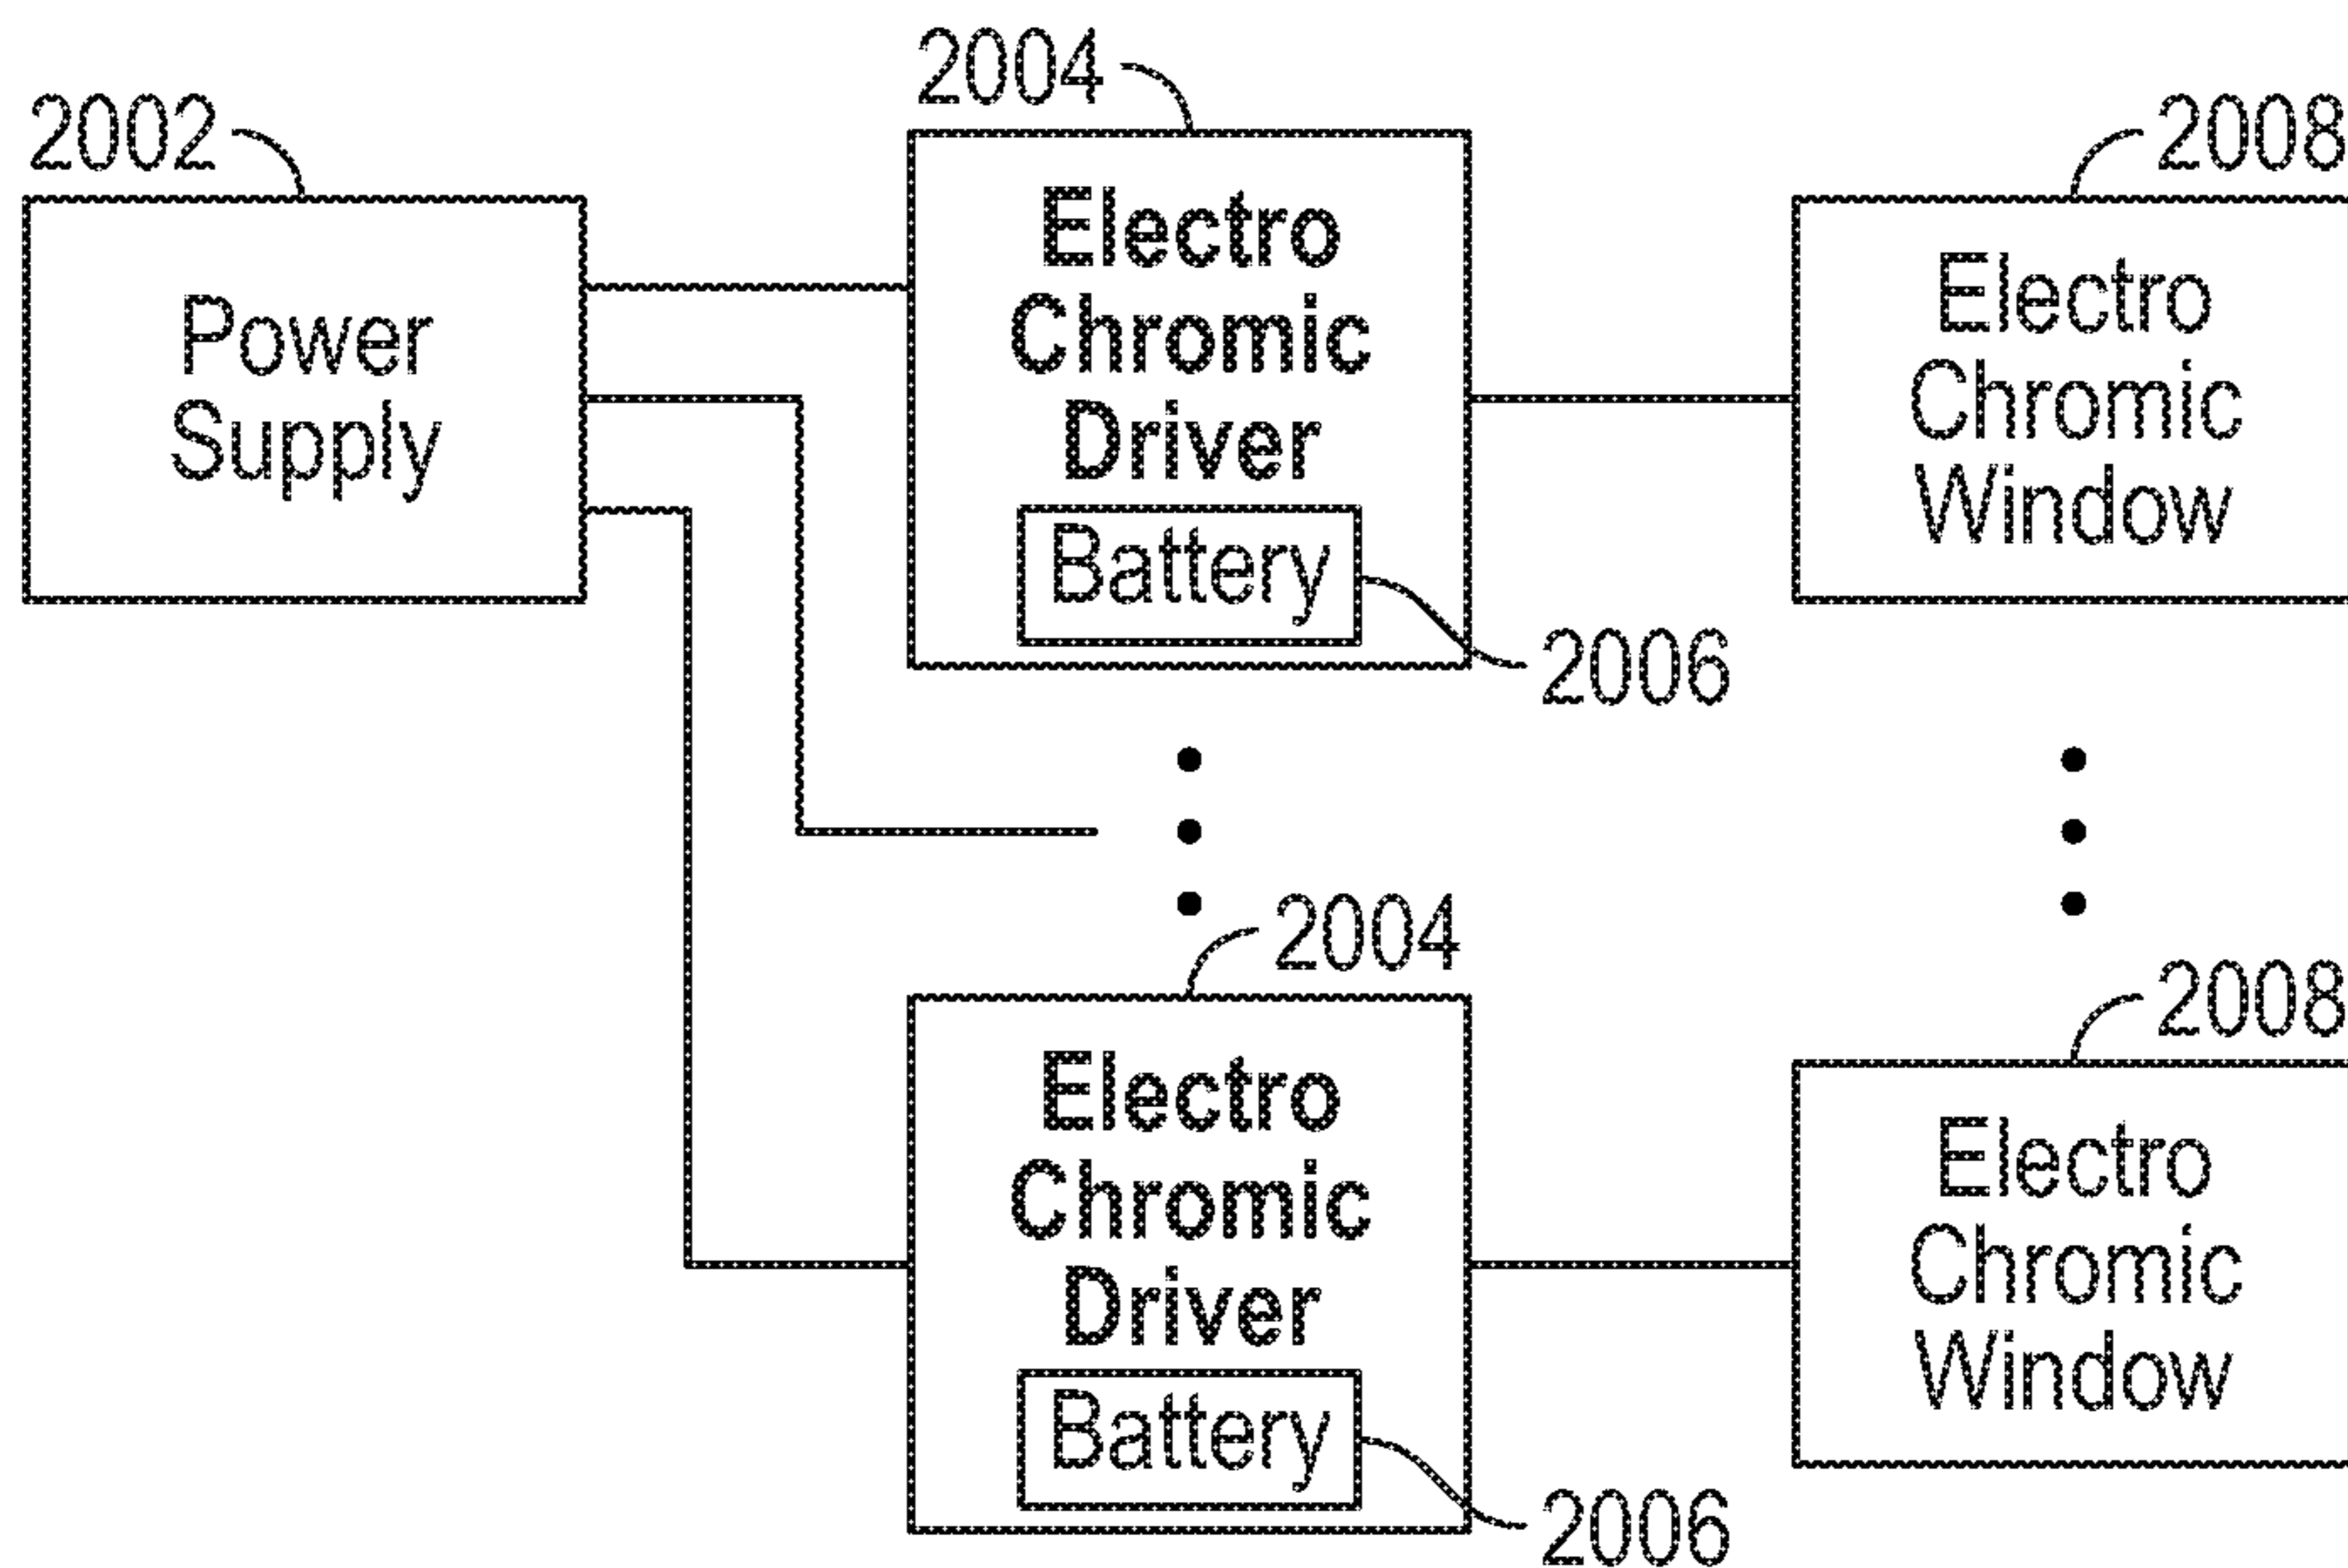 2002
Power
Supply
2004
Electro
Chromic
Driver
Battery
2006
2008
Electro
Chromic
Window
2004
Electro
Chromic
Driver
Battery
2006
2008
Electro
Chromic
Window